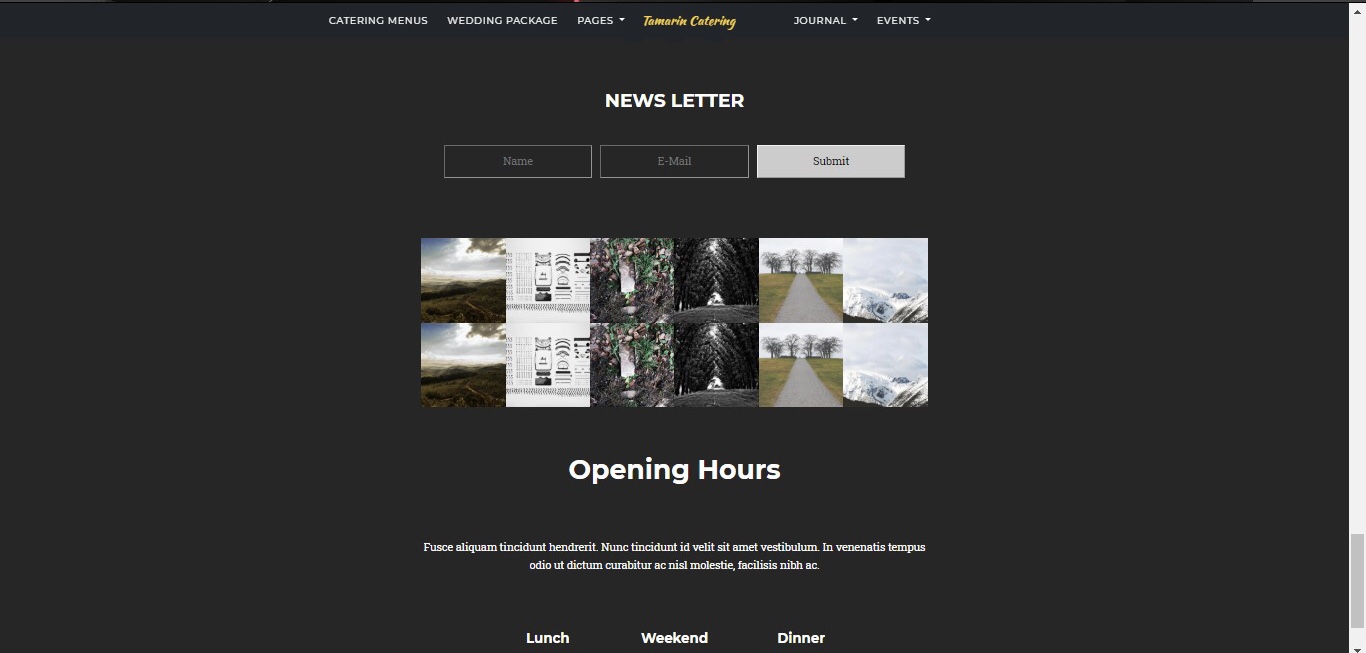 CATERING MENUS WEDDING PACKAGE PAGES Tamarin Catering JOURNAL EVENTS
NEWS LETTER
Name E-Mail Submit
Opening Hours
Fusce aliquam tincidunt hendrerit. Nunc tincidunt id velit sit amet vestibulum. In venenatis tempus
odio ut dictum curabitur ac nisl molestie, facilisis nibh ac.
Lunch Weekend Dinner